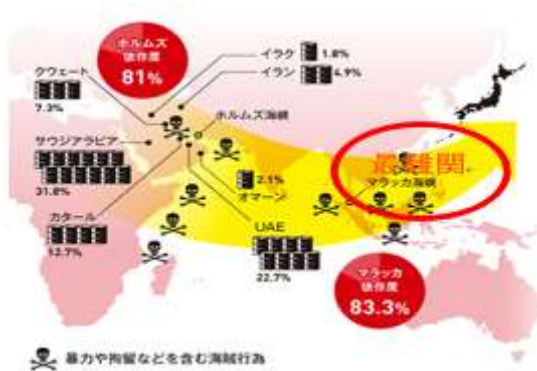 ホルムズ
依存度
81%
イラク 1.8%
イラン 4.9%
クウェート
7.3%
ホルムズ海峡
サウジアラビア
31.8%
2.1%
オマーン
カタール
12.7%
UAE
22.7%
最難関
マラッカ海峡
マラッカ
依存度
83.3%
暴力や拘留などを含む海賊行為